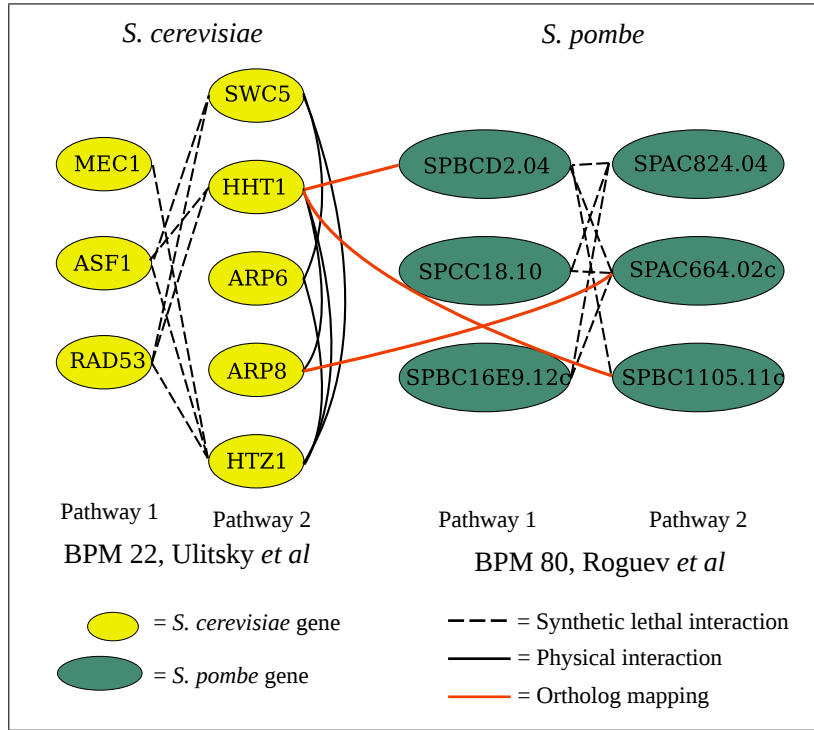 S. cerevisiae
S. pombe
SWC5
MEC1
HHT1
SPBCD2.04
SPAC824.04
ASF1
ARP6
SPCC18.10
SPAC664.02c
RAD53
ARP8
SPBC16E9.12c
SPBC1105.11c
HTZ1
Pathway 1
Pathway 2
Pathway 1
Pathway 2
BPM 22, Ulitsky et al
BPM 80, Roguev et al
= S. cerevisiae gene
= S. pombe gene
= Synthetic lethal interaction
= Physical interaction
= Ortholog mapping